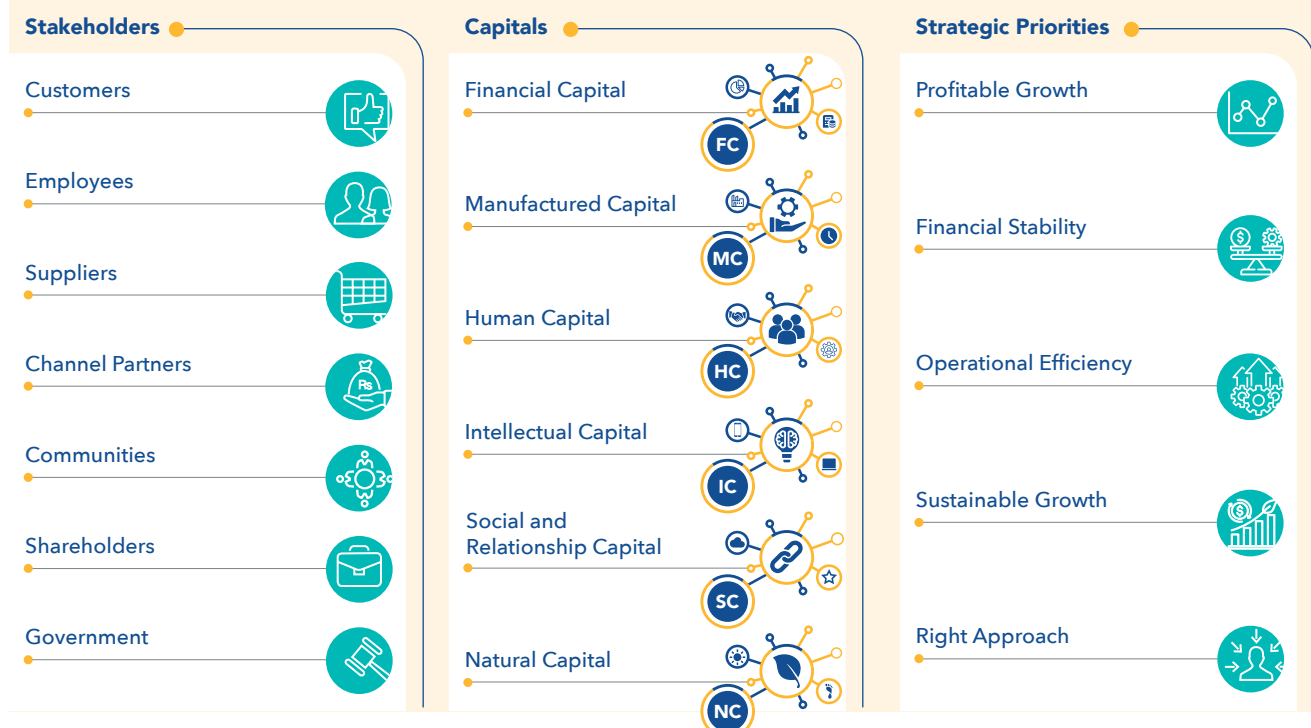 Stakeholders
Customers
Employees
Suppliers
Channel Partners
Rs
Communities
Shareholders
Government
Capitals
Financial Capital
FC
Manufactured Capital
MC
Human Capital
HC
Intellectual Capital
IC
Social and
Relationship Capital
SC
Natural Capital
NC
Strategic Priorities
Profitable Growth
Financial Stability
$
Operational Efficiency
Sustainable Growth
$
Right Approach